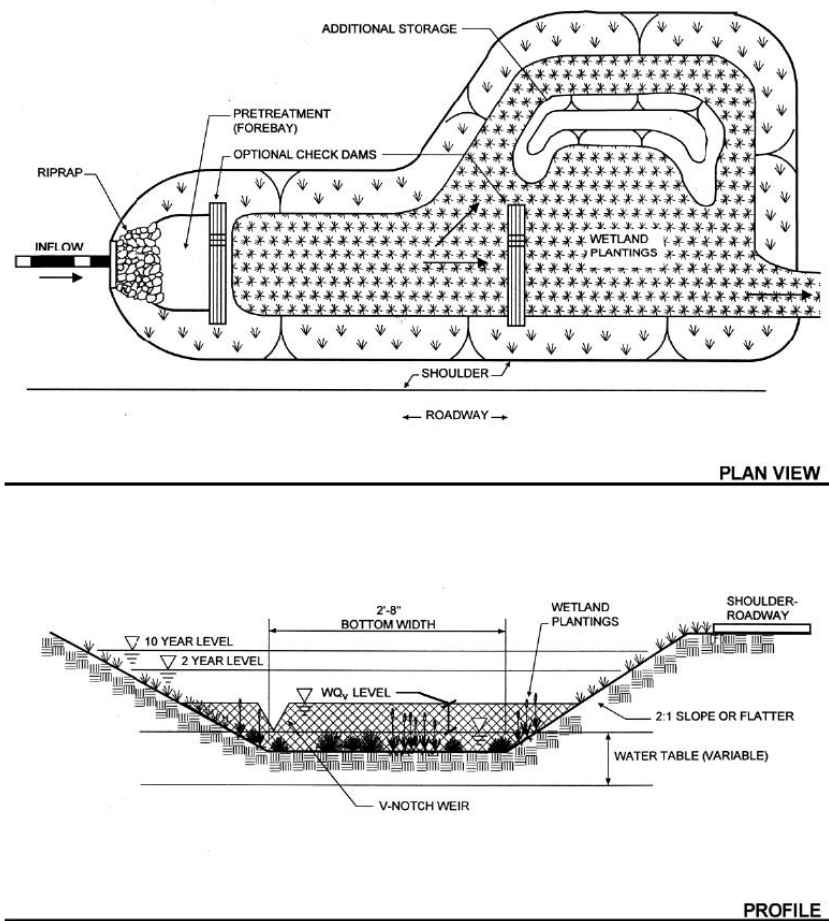 ADDITIONAL STORAGE
PRETREATMENT
(FOREBAY)
OPTIONAL CHECK DAMS
RIPRAP
INFLOW
WETLAND
PLANTINGS
SHOULDER
ROADWAY
PLAN VIEW
2'-8"
BOTTOM WIDTH
WETLAND
PLANTINGS
SHOULDER-
ROADWAY
10 YEAR LEVEL
2 YEAR LEVEL
WQv LEVEL
2:1 SLOPE OR FLATTER
WATER TABLE (VARIABLE)
V-NOTCH WEIR
PROFILE